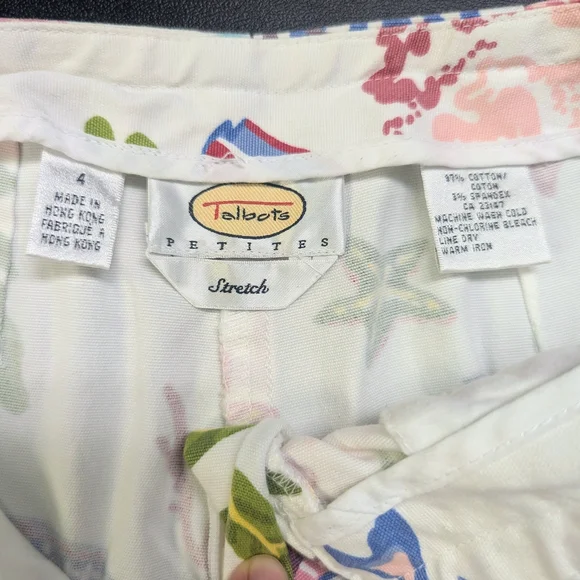 4
MADE IN
HONG KONG
FABRIQUE A
HONG KONG
Talbots
PETITES
Stretch
97% COTTON/
COTON
3% SPANDEX
CA 23167
MACHINE WASH COLD
NON-CHLORINE BLEACH
LINE DRY
WARM IRON